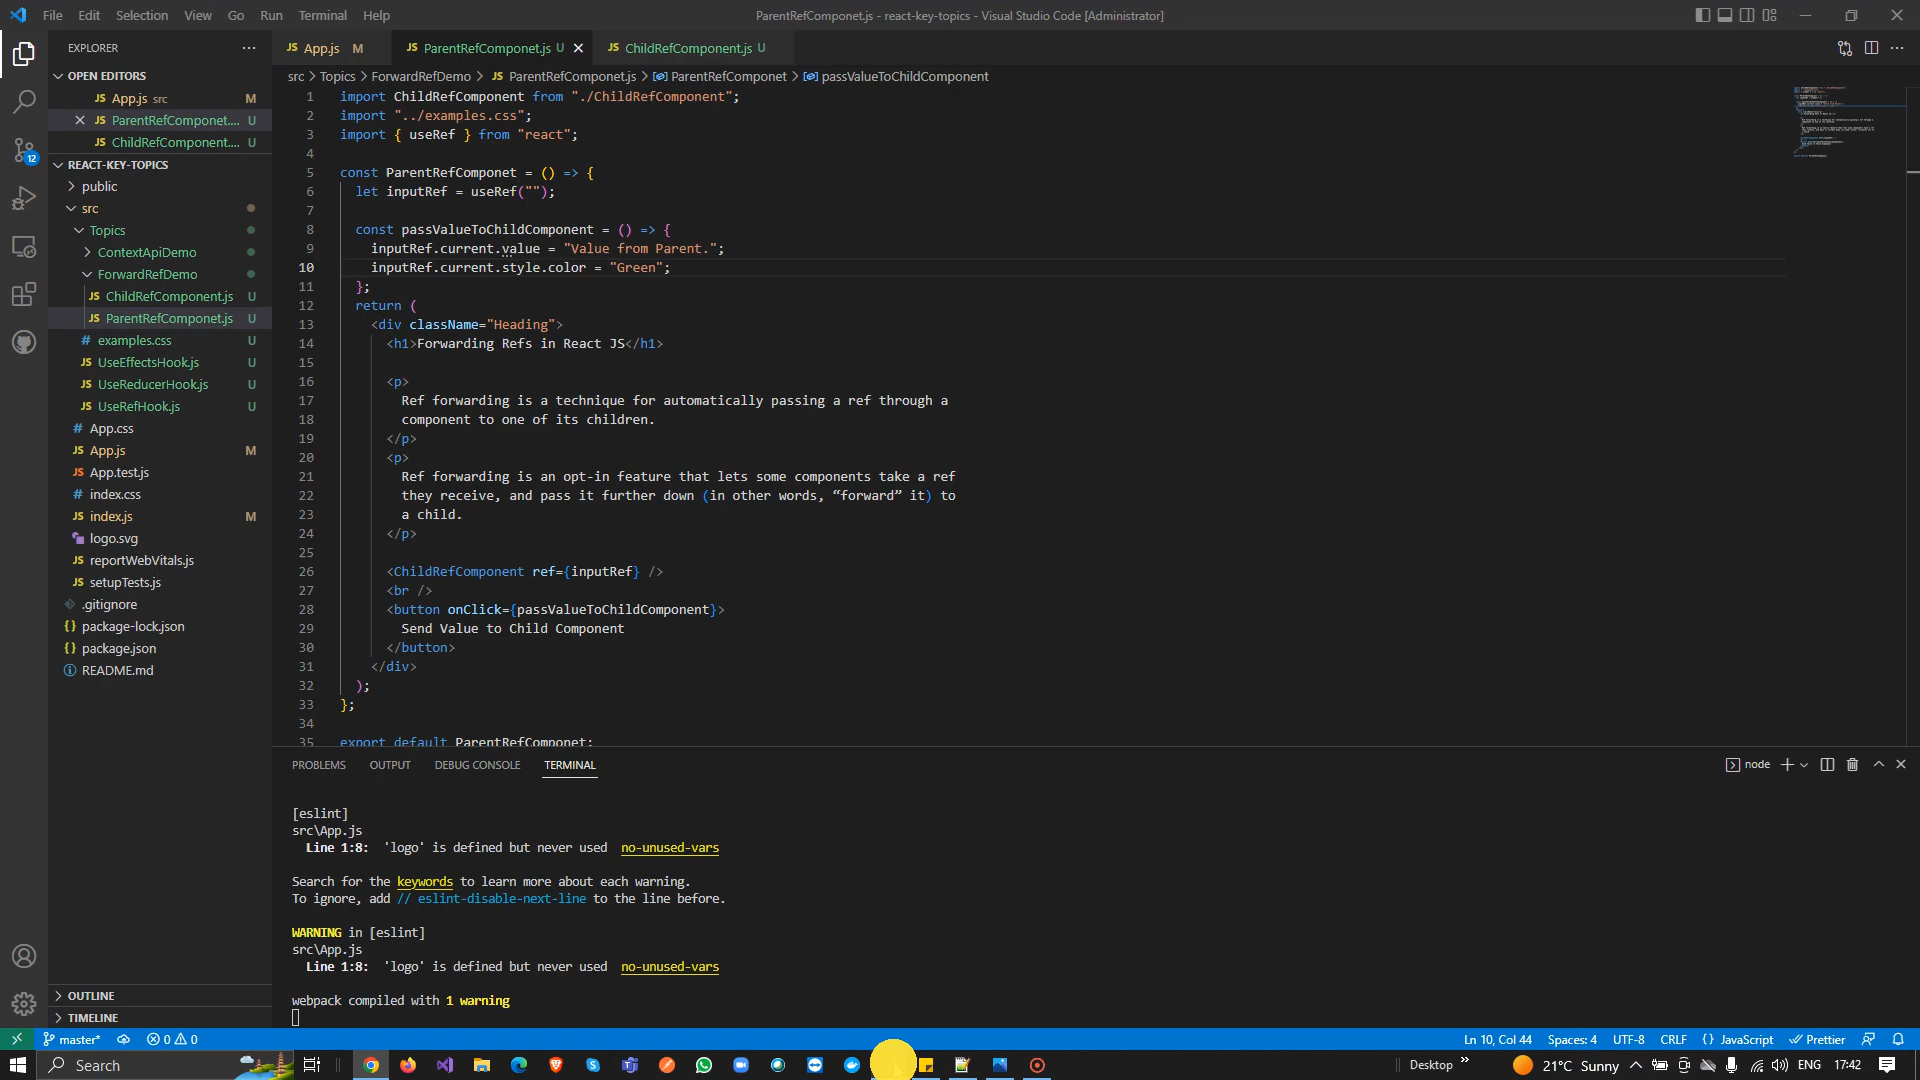 File Edit Selection View Go Run Terminal Help
ParentRefComponet.js - react-key-topics - Visual Studio Code [Administrator]
EXPLORER
OPEN EDITORS
App.js src M
ParentRefComponet.... U
ChildRefComponent.... U
REACT-KEY-TOPICS
public
src
Topics
ContextApiDemo
ForwardRefDemo
JS ChildRefComponent.js U
JS ParentRefComponet.js U
# examples.css U
JS UseEffectsHook.js U
JS UseReducerHook.js U
JS UseRefHook.js U
# App.css
JS App.js M
JS App.test.js
# index.css
JS index.js M
logo.svg
JS reportWebVitals.js
JS setupTests.js
.gitignore
{} package-lock.json
{} package.json
README.md
OUTLINE
TIMELINE
JS App.js M
JS ParentRefComponet.js U
JS ChildRefComponent.js U
src > Topics > ForwardRefDemo > JS ParentRefComponet.js > ParentRefComponet > passValueToChildComponent
1 import ChildRefComponent from "./ChildRefComponent";
2 import "../examples.css";
3 import { useRef } from "react";
4
5 const ParentRefComponet = () => {
6 let inputRef = useRef("");
7
8 const passValueToChildComponent = () => {
9 inputRef.current.value = "Value from Parent.";
10 inputRef.current.style.color = "Green";
11 };
12 return (
13 <div className="Heading">
14 <h1>Forwarding Refs in React JS</h1>
15
16 <p>
17 Ref forwarding is a technique for automatically passing a ref through a
18 component to one of its children.
19 </p>
20 <p>
21 Ref forwarding is an opt-in feature that lets some components take a ref
22 they receive, and pass it further down (in other words, “forward” it) to
23 a child.
24 </p>
25
26 <ChildRefComponent ref={inputRef} />
27 <br />
28 <button onClick={passValueToChildComponent}>
29 Send Value to Child Component
30 </button>
31 </div>
32 );
33 };
34
35 export default ParentRefComponet;
PROBLEMS OUTPUT DEBUG CONSOLE TERMINAL
node
[eslint]
src\App.js
Line 1:8: 'logo' is defined but never used no-unused-vars
Search for the keywords to learn more about each warning.
To ignore, add // eslint-disable-next-line to the line before.
WARNING in [eslint]
src\App.js
Line 1:8: 'logo' is defined but never used no-unused-vars
webpack compiled with 1 warning
12
master* 0 0
Ln 10, Col 44 Spaces: 4 UTF-8 CRLF {} JavaScript Prettier
Search
Desktop 21°C Sunny ENG 17:42